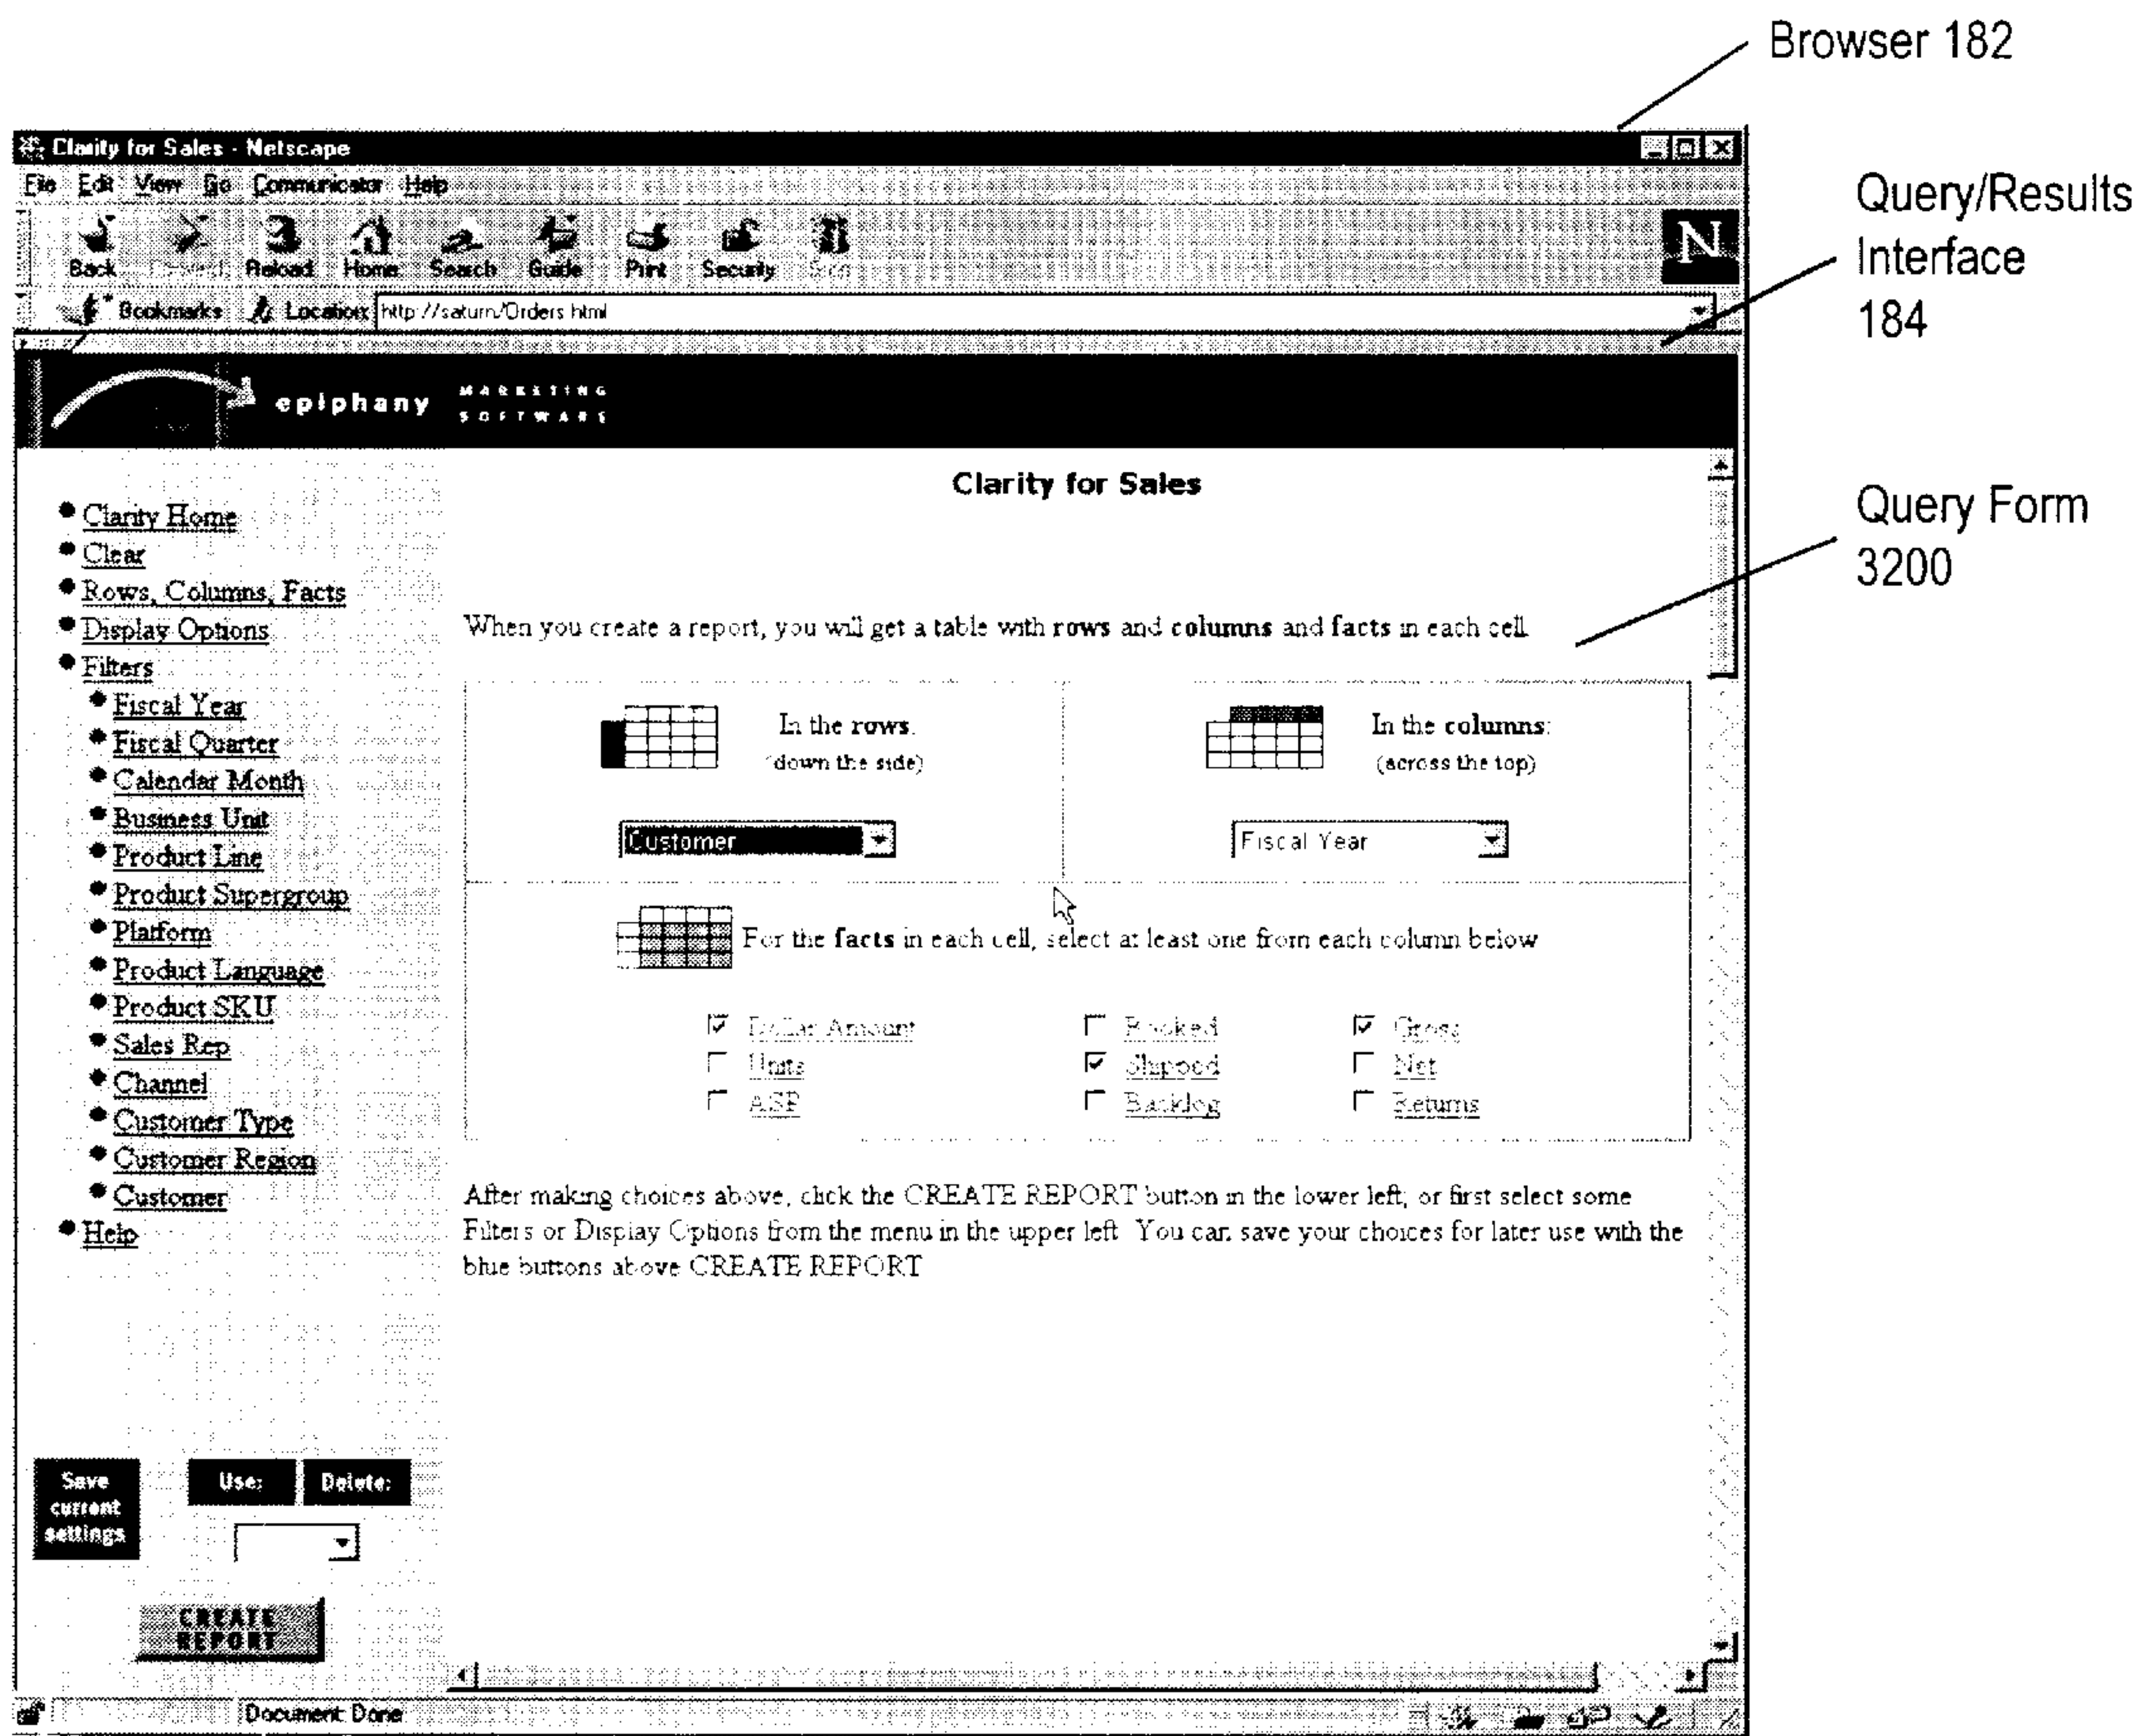 Browser 182
Clarity for Sales - Netscape
File Edit View Go Communicator Help
Query/Results
Interface
184
Back Forward Reload Home Search Guide Print Security Stop
N
Bookmarks Location: http://saturn/Orders.html
epiphany MARKETING SOFTWARE
Clarity for Sales
Query Form
3200
Clarity Home
Clear
Rows, Columns, Facts
Display Options
Filters
Fiscal Year
Fiscal Quarter
Calendar Month
Business Unit
Product Line
Product Supergroup
Platform
Product Language
Product SKU
Sales Rep
Channel
Customer Type
Customer Region
Customer
Help
When you create a report, you will get a table with rows and columns and facts in each cell
In the rows:
(down the side)
Customer
In the columns:
(across the top)
Fiscal Year
For the facts in each cell, select at least one from each column below
Dollar Amount Booked Gross
Units Shipped Net
ASP Backlog Returns
After making choices above, click the CREATE REPORT button in the lower left; or first select some
Filters or Display Options from the menu in the upper left You can save your choices for later use with the
blue buttons above CREATE REPORT
Save
current
settings
Use: Delete:
CREATE
REPORT
Document: Done